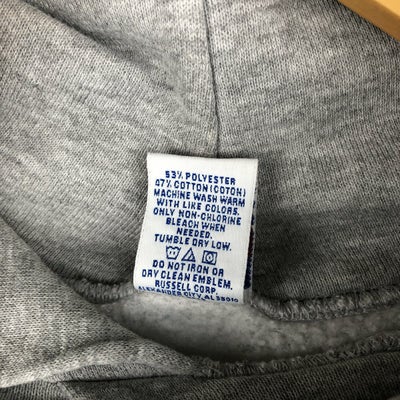 53% POLYESTER
47% COTTON (COTON)
MACHINE WASH WARM
WITH LIKE COLORS.
ONLY NON-CHLORINE
BLEACH WHEN
NEEDED.
TUMBLE DRY LOW.
DO NOT IRON OR
DRY CLEAN EMBLEM.
RUSSELL CORP.
ALEXANDER CITY, AL 35010